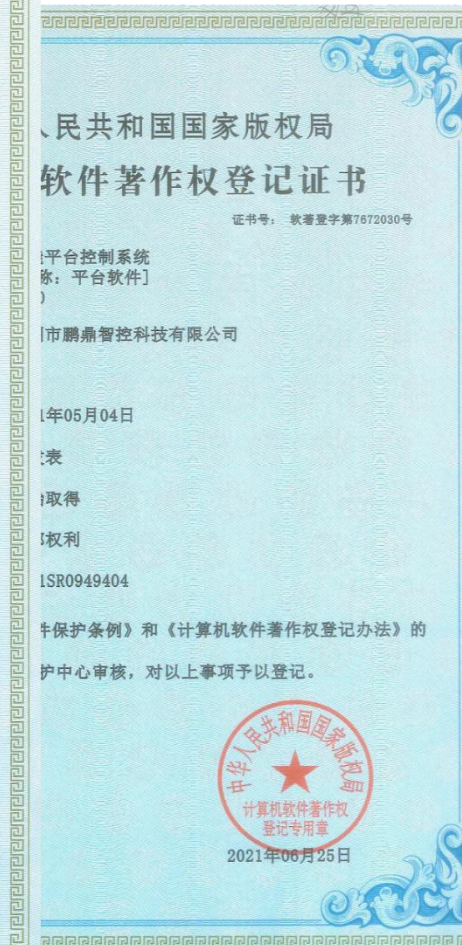 人民共和国国家版权局
软件著作权登记证书
证书号： 软著登字第7672030号
平台控制系统
称：平台软件]
市鹏鼎智控科技有限公司
1年05月04日
发表
取得
权利
1SR0949404
件保护条例》和《计算机软件著作权登记办法》的
护中心审核，对以上事项予以登记。
中华人民共和国国家版权局
计算机软件著作权
登记专用章
2021年06月25日